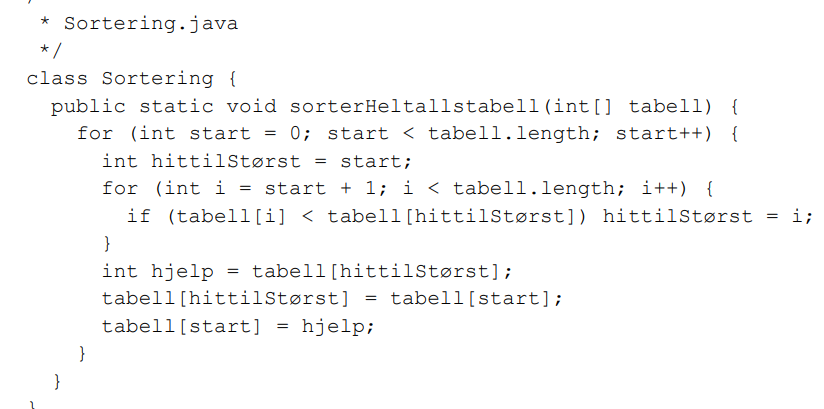 * Sortering.java
*/
class Sortering {
public static void sorterHeltallstabell(int[] tabell) {
for (int start = 0; start < tabell.length; start++) {
int hittilStørst = start;
for (int i = start + 1; i < tabell.length; i++) {
if (tabell[i] < tabell[hittilStørst]) hittilStørst = i;
}
int hjelp = tabell[hittilStørst];
tabell[hittilStørst] = tabell[start];
tabell[start] = hjelp;
}
}